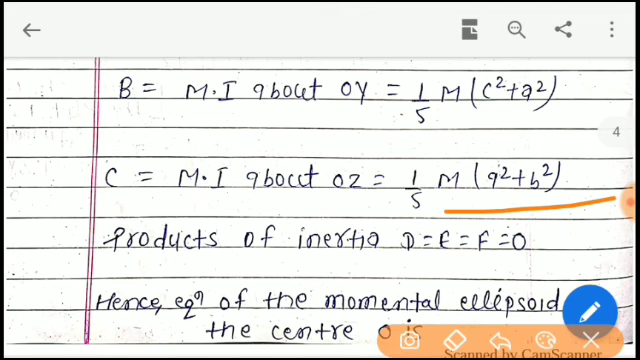 B = M.I about OY = 1/5 M(c²+a²)
4
C = M.I about OZ = 1/5 M(a²+b²)
Products of inertia D=E=F=0
Hence, eqⁿ of the momental ellipsoid
the centre O is
Scanned by CamScanner